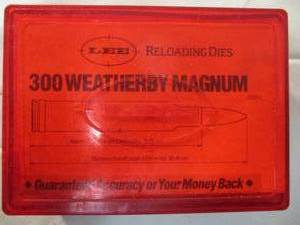 LEE RELOADING DIES
300 WEATHERBY MAGNUM
• Guaranteed Accuracy or Your Money Back •